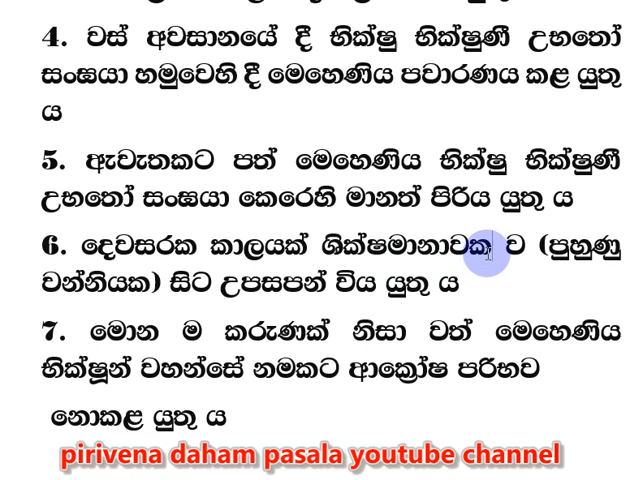 4. වස් අවසානයේ දී භික්ෂු භික්ෂුණී උභතෝ
සංඝයා හමුවෙහි දී මෙහෙණිය පවාරණය කළ යුතු
ය
5. ඇවැතකට පත් මෙහෙණිය භික්ෂු භික්ෂුණී
උභතෝ සංඝයා කෙරෙහි මානත් පිරිය යුතු ය
6. දෙවසරක කාලයක් ශික්ෂමානාවක ව (පුහුණු
වන්නියක) සිට උපසපන් විය යුතු ය
7. මොන ම කරුණක් නිසා වත් මෙහෙණිය
භික්ෂූන් වහන්සේ නමකට ආක්‍රෝෂ පරිභව
නොකළ යුතු ය
pirivena daham pasala youtube channel